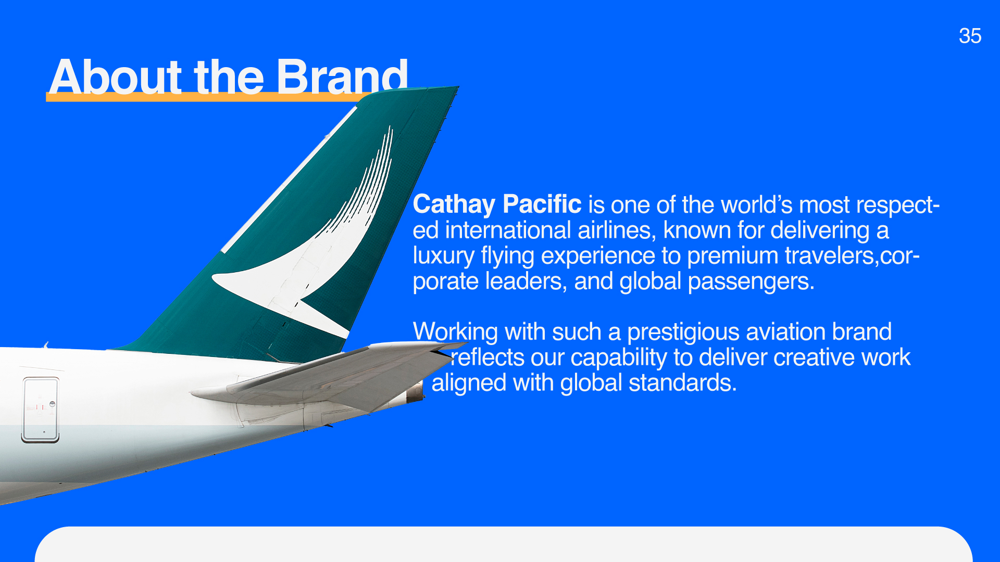 35
About the Brand
Cathay Pacific is one of the world’s most respect-
ed international airlines, known for delivering a
luxury flying experience to premium travelers,cor-
porate leaders, and global passengers.
Working with such a prestigious aviation brand
reflects our capability to deliver creative work
aligned with global standards.